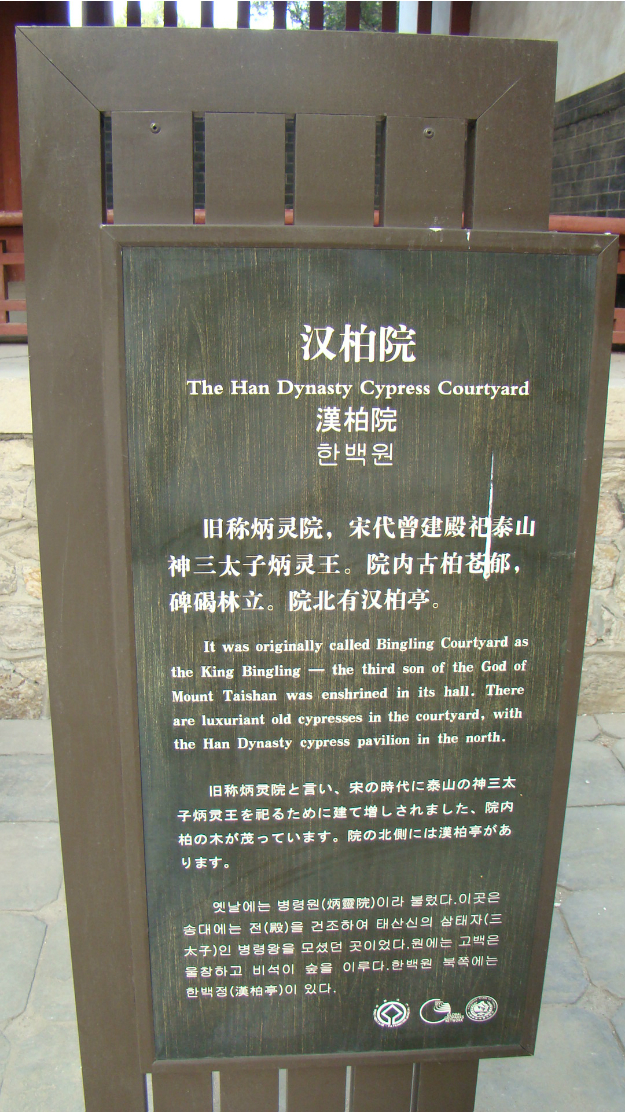 汉柏院
The Han Dynasty Cypress Courtyard
漢柏院
한백원
旧称炳灵院，宋代曾建殿祀泰山
神三太子炳灵王。院内古柏苍郁，
碑碣林立。院北有汉柏亭。
It was originally called Bingling Courtyard as
the King Bingling — the third son of the God of
Mount Taishan was enshrined in its hall. There
are luxuriant old cypresses in the courtyard, with
the Han Dynasty cypress pavilion in the north.
旧称炳灵院と言い、宋の時代に泰山の神三太
子炳灵王を祀るために建て増しされました、院内
柏の木が茂っています。院の北側には漢柏亭があ
ります。
옛날에는 병령원(炳靈院)이라 불렀다.이곳은
송대에는 전(殿)을 건조하여 태산신의 삼태자(三
太子)인 병령왕을 모셨던 곳이었다.원에는 고백은
울창하고 비석이 숲을 이루다.한백원 북쪽에는
한백정(漢柏亭)이 있다.